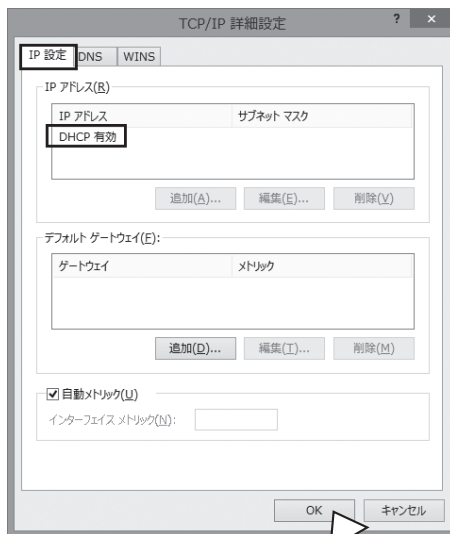 TCP/IP 詳細設定 ? ×
IP 設定 DNS WINS
IP アドレス(R)
IP アドレス サブネット マスク
DHCP 有効
追加(A)... 編集(E)... 削除(V)
デフォルト ゲートウェイ(F):
ゲートウェイ メトリック
追加(D)... 編集(T)... 削除(M)
自動メトリック(U)
インターフェイス メトリック(N):
OK キャンセル